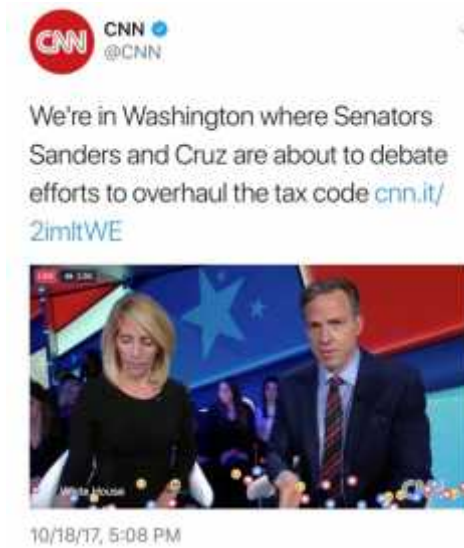 CNN
CNN
@CNN
We're in Washington where Senators
Sanders and Cruz are about to debate
efforts to overhaul the tax code cnn.it/
2imltWE
White House
CNN
10/18/17, 5:08 PM